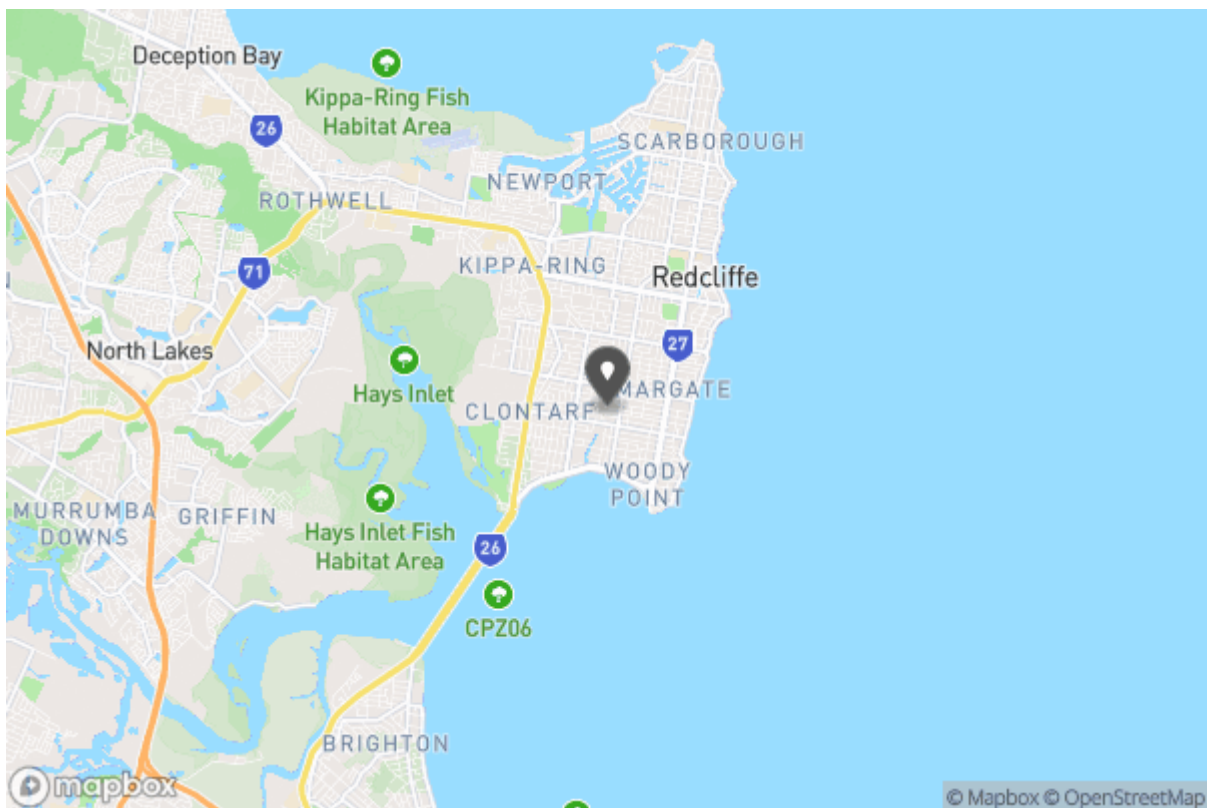 Deception Bay
Kippa-Ring Fish
Habitat Area
26
SCARBOROUGH
NEWPORT
ROTHWELL
KIPPA-RING
71
Redcliffe
27
North Lakes
Hays Inlet
MARGATE
CLONTARF
WOODY
POINT
MURRUMBA
DOWNS
GRIFFIN
Hays Inlet Fish
Habitat Area
26
CPZ06
BRIGHTON
mapbox
© Mapbox © OpenStreetMap